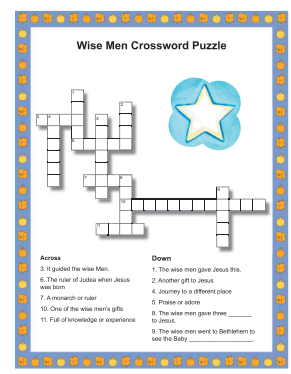 Wise Men Crossword Puzzle
Across
3. It guided the wise Men.
6. The ruler of Judea when Jesus
was born
7. A monarch or ruler
10. One of the wise men's gifts
11. Full of knowledge or experience
Down
1. The wise men gave Jesus this.
2. Another gift to Jesus
4. Journey to a different place
5. Praise or adore
8. The wise men gave three _______
to Jesus.
9. The wise men went to Bethlehem to
see the Baby _________________.